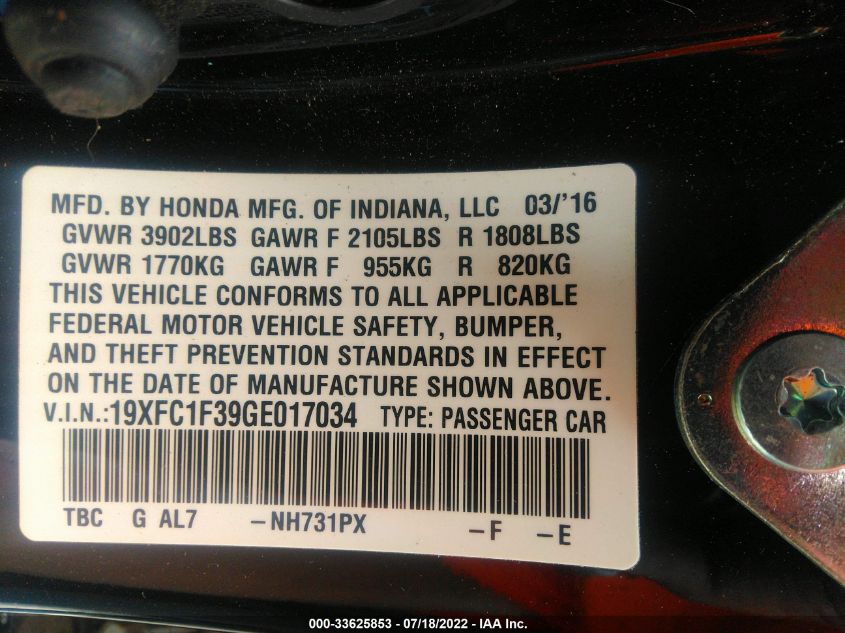 MFD. BY HONDA MFG. OF INDIANA, LLC 03/'16
GVWR 3902LBS GAWR F 2105LBS R 1808LBS
GVWR 1770KG GAWR F 955KG R 820KG
THIS VEHICLE CONFORMS TO ALL APPLICABLE
FEDERAL MOTOR VEHICLE SAFETY, BUMPER,
AND THEFT PREVENTION STANDARDS IN EFFECT
ON THE DATE OF MANUFACTURE SHOWN ABOVE.
V.I.N.:19XFC1F39GE017034 TYPE: PASSENGER CAR
TBC G AL7 -NH731PX -F -E
000-33625853 - 07/18/2022 - IAA Inc.